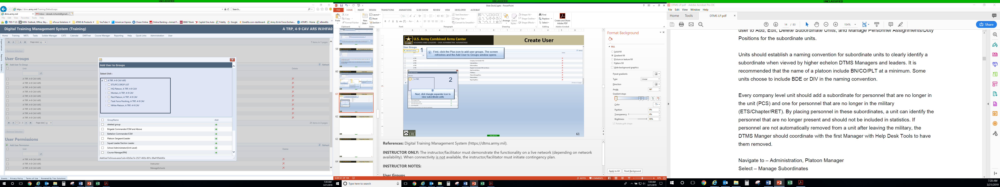 UNCLASSIFIED
https://dtms.army.mil/Training/Default.aspx
Search...
dtms.army.mil
Inbox - dereak.richards@gmail...
File Edit View Favorites Tools Help
TED-T (2) MSN Outlook, Office, Sky... nFocus Solutions ATMS & Products YouTube American Express Chase Online Online Banking + Armed F... BB&T Bank Capital One Auto Fidelity Google Zenefits.com-dashboard- Army & Air Force Exchan... ATMPS - Home eBenefits
Digital Training Management System (Training)
A TRP, 4-9 CAV ARS WJHFA0
Home Training METL Tasks Soldier Manager CATS Calendar DARTnet Course Manager Reporting Help Quick Links Administration User
Organization
Reports
Soldiers
1 Page size: 10
7 items in 1 pages
Remove Selected
User Groups
Add User To Group
Refresh
Unit
Delete
A TRP, 4-9 CAV ARS
A TRP, 4-9 CAV ARS
A TRP, 4-9 CAV ARS
A TRP, 4-9 CAV ARS
A TRP, 4-9 CAV ARS
A TRP, 4-9 CAV ARS
A TRP, 4-9 CAV ARS
A TRP, 4-9 CAV ARS
A TRP, 4-9 CAV ARS
A TRP, 4-9 CAV ARS
1 2 3 Page size: 10
21 items in 3 pages
Remove Selected
User Permissions
Add User Permission
Refresh
Unit
Delete
A TRP, 4-9 CAV ARS
A TRP, 4-9 CAV ARS Instructor
A TRP, 4-9 CAV ARS ManageSchools
Add User to Groups
Select Unit :
A TRP, 4-9 CAV ARS
ETS/PCS DROP LIST
HQ Platoon, A TRP, 4-9 CAV
Mortars, A TRP, 4-9 CAV
Red Platoon, A TRP, 4-9 CAV
Task Force Pershing, A TRP, 4-9 CAV
White Platoon, A TRP, 4-9 CAV
GroupName Add
deleted group
Brigade Commander/CSM and Above
Battalion Commander/CSM
Platoon Sergeant/Leader
Squad Leader/Section Leader
School Administrator(Unit Level)
Course Manager(PM)
AddUserToGroups.aspx?uid=42b5ec7e-2527-402b-801c-8fa4195eb92e
Events Privacy Policy Terms of Use Powered By Trax Solutions
7:28 AM
3/21/2019
UNCLASSIFIED
Slide Deck2.pptx - PowerPoint
FILE HOME INSERT DESIGN TRANSITIONS ANIMATIONS SLIDE SHOW REVIEW VIEW DEVELOPER ACROBAT
Paste
Cut
Copy
Format Painter
Clipboard
New Slide
Layout
Reset
Section
Slides
Font
Text Direction
Align Text
Convert to SmartArt
Paragraph
Arrange
Quick Styles
Shape Fill
Shape Outline
Shape Effects
Drawing
Find
Replace
Select
Editing
Create and Share Adobe PDF
Adobe Acrobat
59
60
61
62
63
64
U.S. Army Combined Arms Center
SOLDIERS AND LEADERS - OUR ASYMMETRIC ADVANTAGE
Create User
User Groups
Add User To Group
1
1 First, click the Plus icon to add user groups. The screen
refreshes and the Add User to Groups window opens
2
A TRP,
2
Next, click triangle expander icon to
view subordinate units
UNCLASSIFIED
61
References: Digital Training Management System (https://dtms.army.mil).
INSTRUCTOR ONLY: The instructor/facilitator must demonstrate the functionality on a live network (depending on network
availability). When connectivity is not available, the instructor/facilitator must initiate contingency plan.
INSTRUCTOR NOTES:
User Groups
Format Background
FILL
Solid fill
Gradient fill
Picture or texture fill
Pattern fill
Hide background graphics
Preset gradients
Type Linear
Direction
Angle 90°
Gradient stops
Color
Position 0%
Transparency 0%
Brightness 95%
Rotate with shape
Apply to All Reset Background
SLIDE 61 OF 104
NOTES COMMENTS 82%
Type here to search
7:28 AM
3/21/2019
UNCLASSIFIED
DTMS LP.pdf - Adobe Acrobat Pro DC
File Edit View Window Help
Home Tools DTMS LP.pdf
14 / 83
154%
Share
user to Add, Edit, Delete Subordinate Units, and Manage Personnel Assignments/Duty
Positions for the subordinate units.
Units should establish a naming convention for subordinate units to clearly identify a
subordinate when viewed by higher echelon DTMS Managers and leaders. It is
recommended that the name of a platoon include BN/CO/PLT at a minimum. Some
units choose to include BDE or DIV in the naming convention.
Every company level unit should add a subordinate for personnel that are no longer in
the unit (PCS) and one for personnel that are no longer in the military
(ETS/Chapter/RET). By placing personnel in these subordinates, a unit can identify the
personnel that are no longer present and should not be included in statistics. If
personnel are not automatically removed from a unit after leaving the military, the
DTMS Manger should coordinate with the first Manager with Help Desk Tools to have
them removed.
Navigate to – Administration, Platoon Manager
Select – Manage Subordinates
7:28 AM
3/21/2019